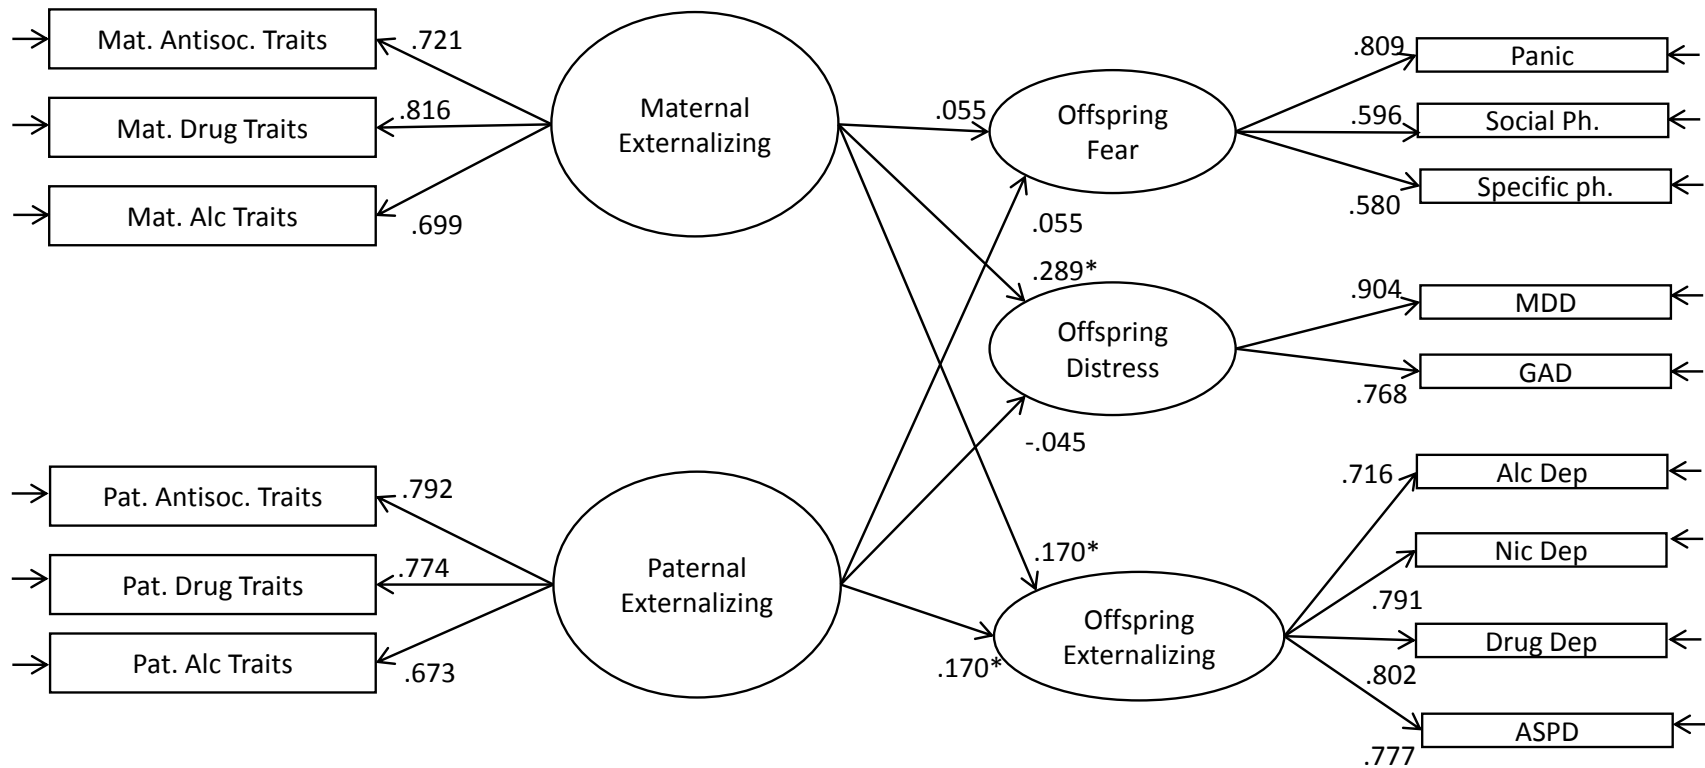 Mat. Antisoc. Traits
.721
Mat. Drug Traits
.816
Mat. Alc Traits
.699
Maternal
Externalizing
Pat. Antisoc. Traits
.792
Pat. Drug Traits
.774
Pat. Alc Traits
.673
Paternal
Externalizing
.055
Offspring
Fear
.055
.289*
Offspring
Distress
-.045
.170*
Offspring
Externalizing
.170*
.809
Panic
.596
Social Ph.
Specific ph.
.580
.904
MDD
GAD
.768
.716
Alc Dep
Nic Dep
.791
Drug Dep
.802
ASPD
.777